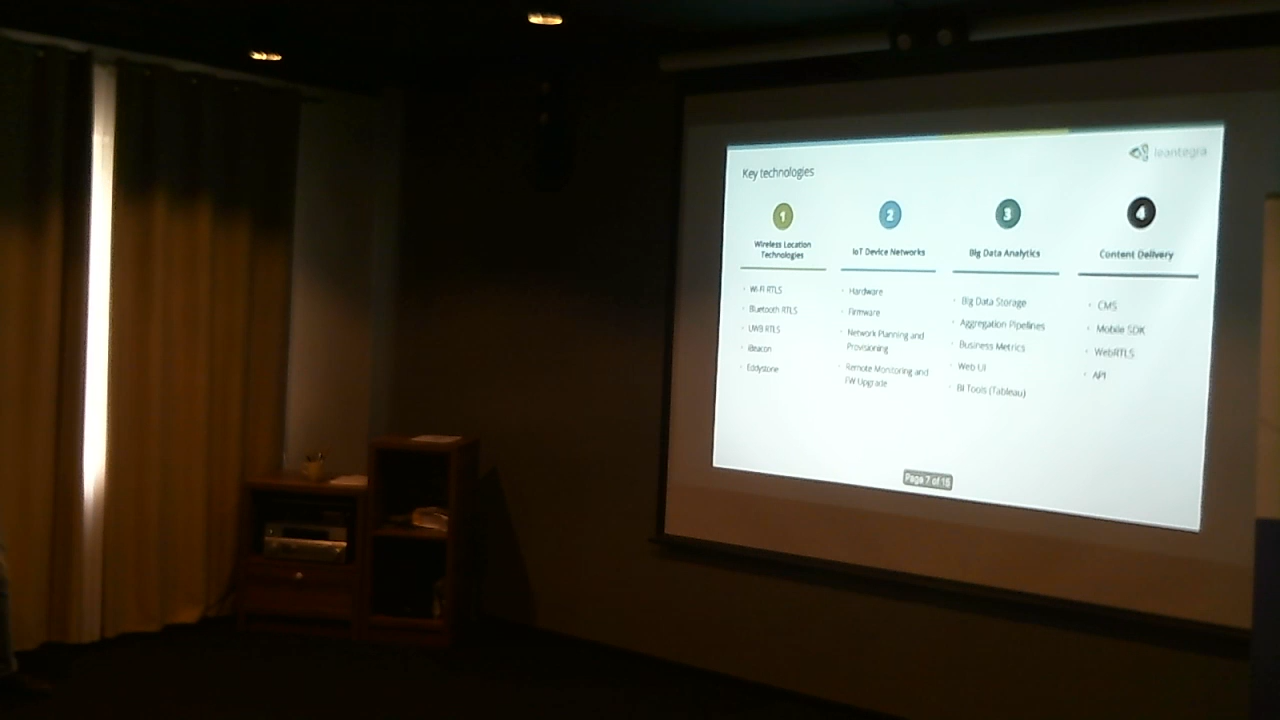 leantegra
Key technologies
1
Wireless Location
Technologies
• Wi-Fi RTLS
• Bluetooth RTLS
• UWB RTLS
• iBeacon
• Eddystone
2
IoT Device Networks
• Hardware
• Firmware
• Network Planning and
Provisioning
• Remote Monitoring and
FW Upgrade
3
Big Data Analytics
• Big Data Storage
• Aggregation Pipelines
• Business Metrics
• Web UI
• BI Tools (Tableau)
4
Content Delivery
• CMS
• Mobile SDK
• WebRTLS
• API
Page 7 of 15